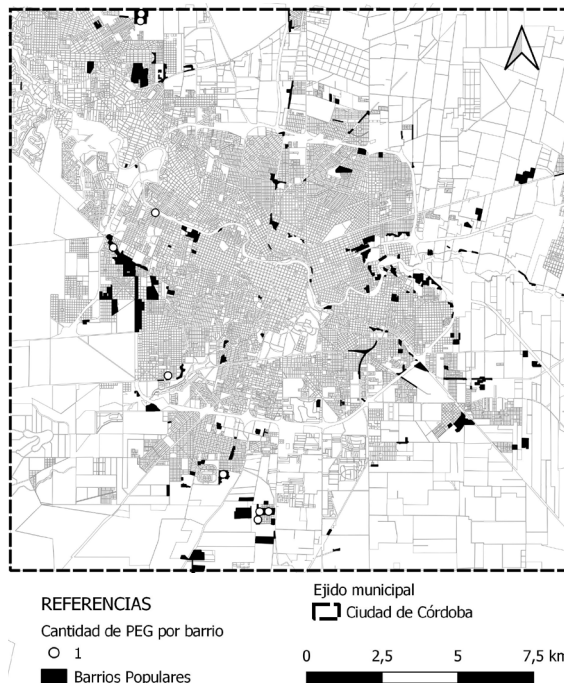 REFERENCIAS
Cantidad de PEG por barrio
1
Barrios Populares
Ejido municipal
Ciudad de Córdoba
0 2,5 5 7,5 km